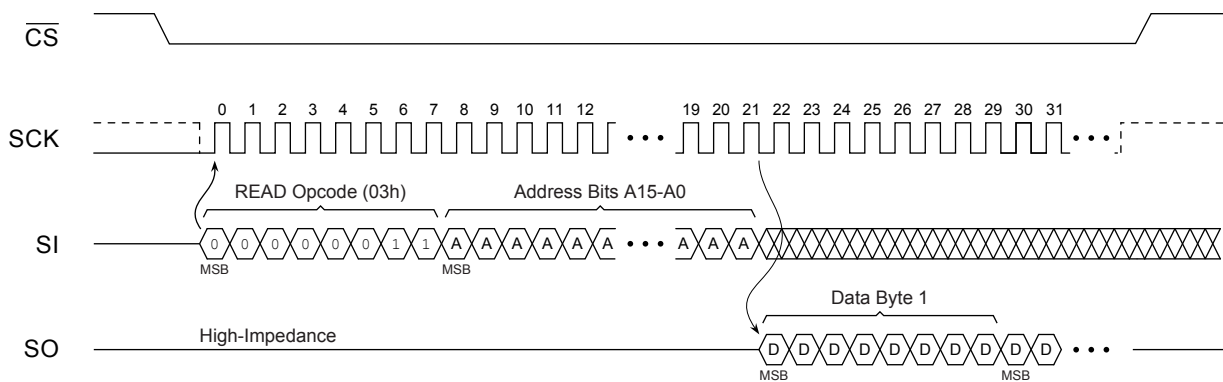 CS
0 1 2 3 4 5 6 7 8 9 10 11 12 19 20 21 22 23 24 25 26 27 28 29 30 31
SCK
READ Opcode (03h) Address Bits A15-A0
SI 0 0 0 0 0 0 1 1 A A A A A A A A A
MSB MSB
Data Byte 1
High-Impedance
SO D D D D D D D D D D
MSB MSB